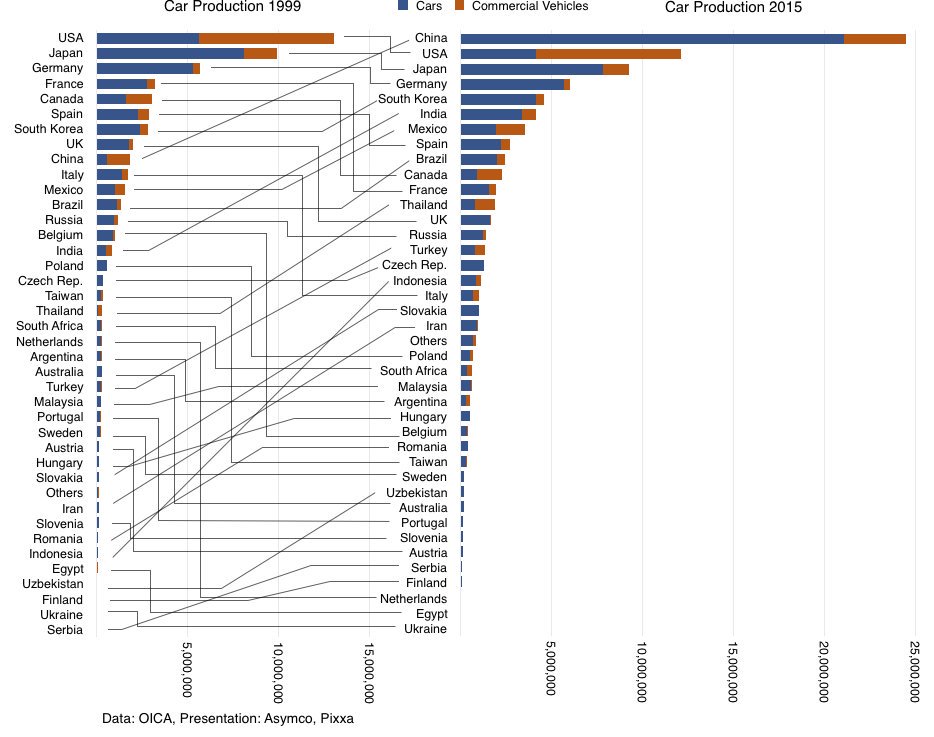 Car Production 1999
Cars
Commercial Vehicles
Car Production 2015
USA
Japan
Germany
France
Canada
Spain
South Korea
UK
China
Italy
Mexico
Brazil
Russia
Belgium
India
Poland
Czech Rep.
Taiwan
Thailand
South Africa
Netherlands
Argentina
Australia
Turkey
Malaysia
Portugal
Sweden
Austria
Hungary
Slovakia
Others
Iran
Slovenia
Romania
Indonesia
Egypt
Uzbekistan
Finland
Ukraine
Serbia
5,000,000
10,000,000
15,000,000
China
USA
Japan
Germany
South Korea
India
Mexico
Spain
Brazil
Canada
France
Thailand
UK
Russia
Turkey
Czech Rep.
Indonesia
Italy
Slovakia
Iran
Others
Poland
South Africa
Malaysia
Argentina
Hungary
Belgium
Romania
Taiwan
Sweden
Uzbekistan
Australia
Portugal
Slovenia
Austria
Serbia
Finland
Netherlands
Egypt
Ukraine
5,000,000
10,000,000
15,000,000
20,000,000
25,000,000
Data: OICA, Presentation: Asymco, Pixxa